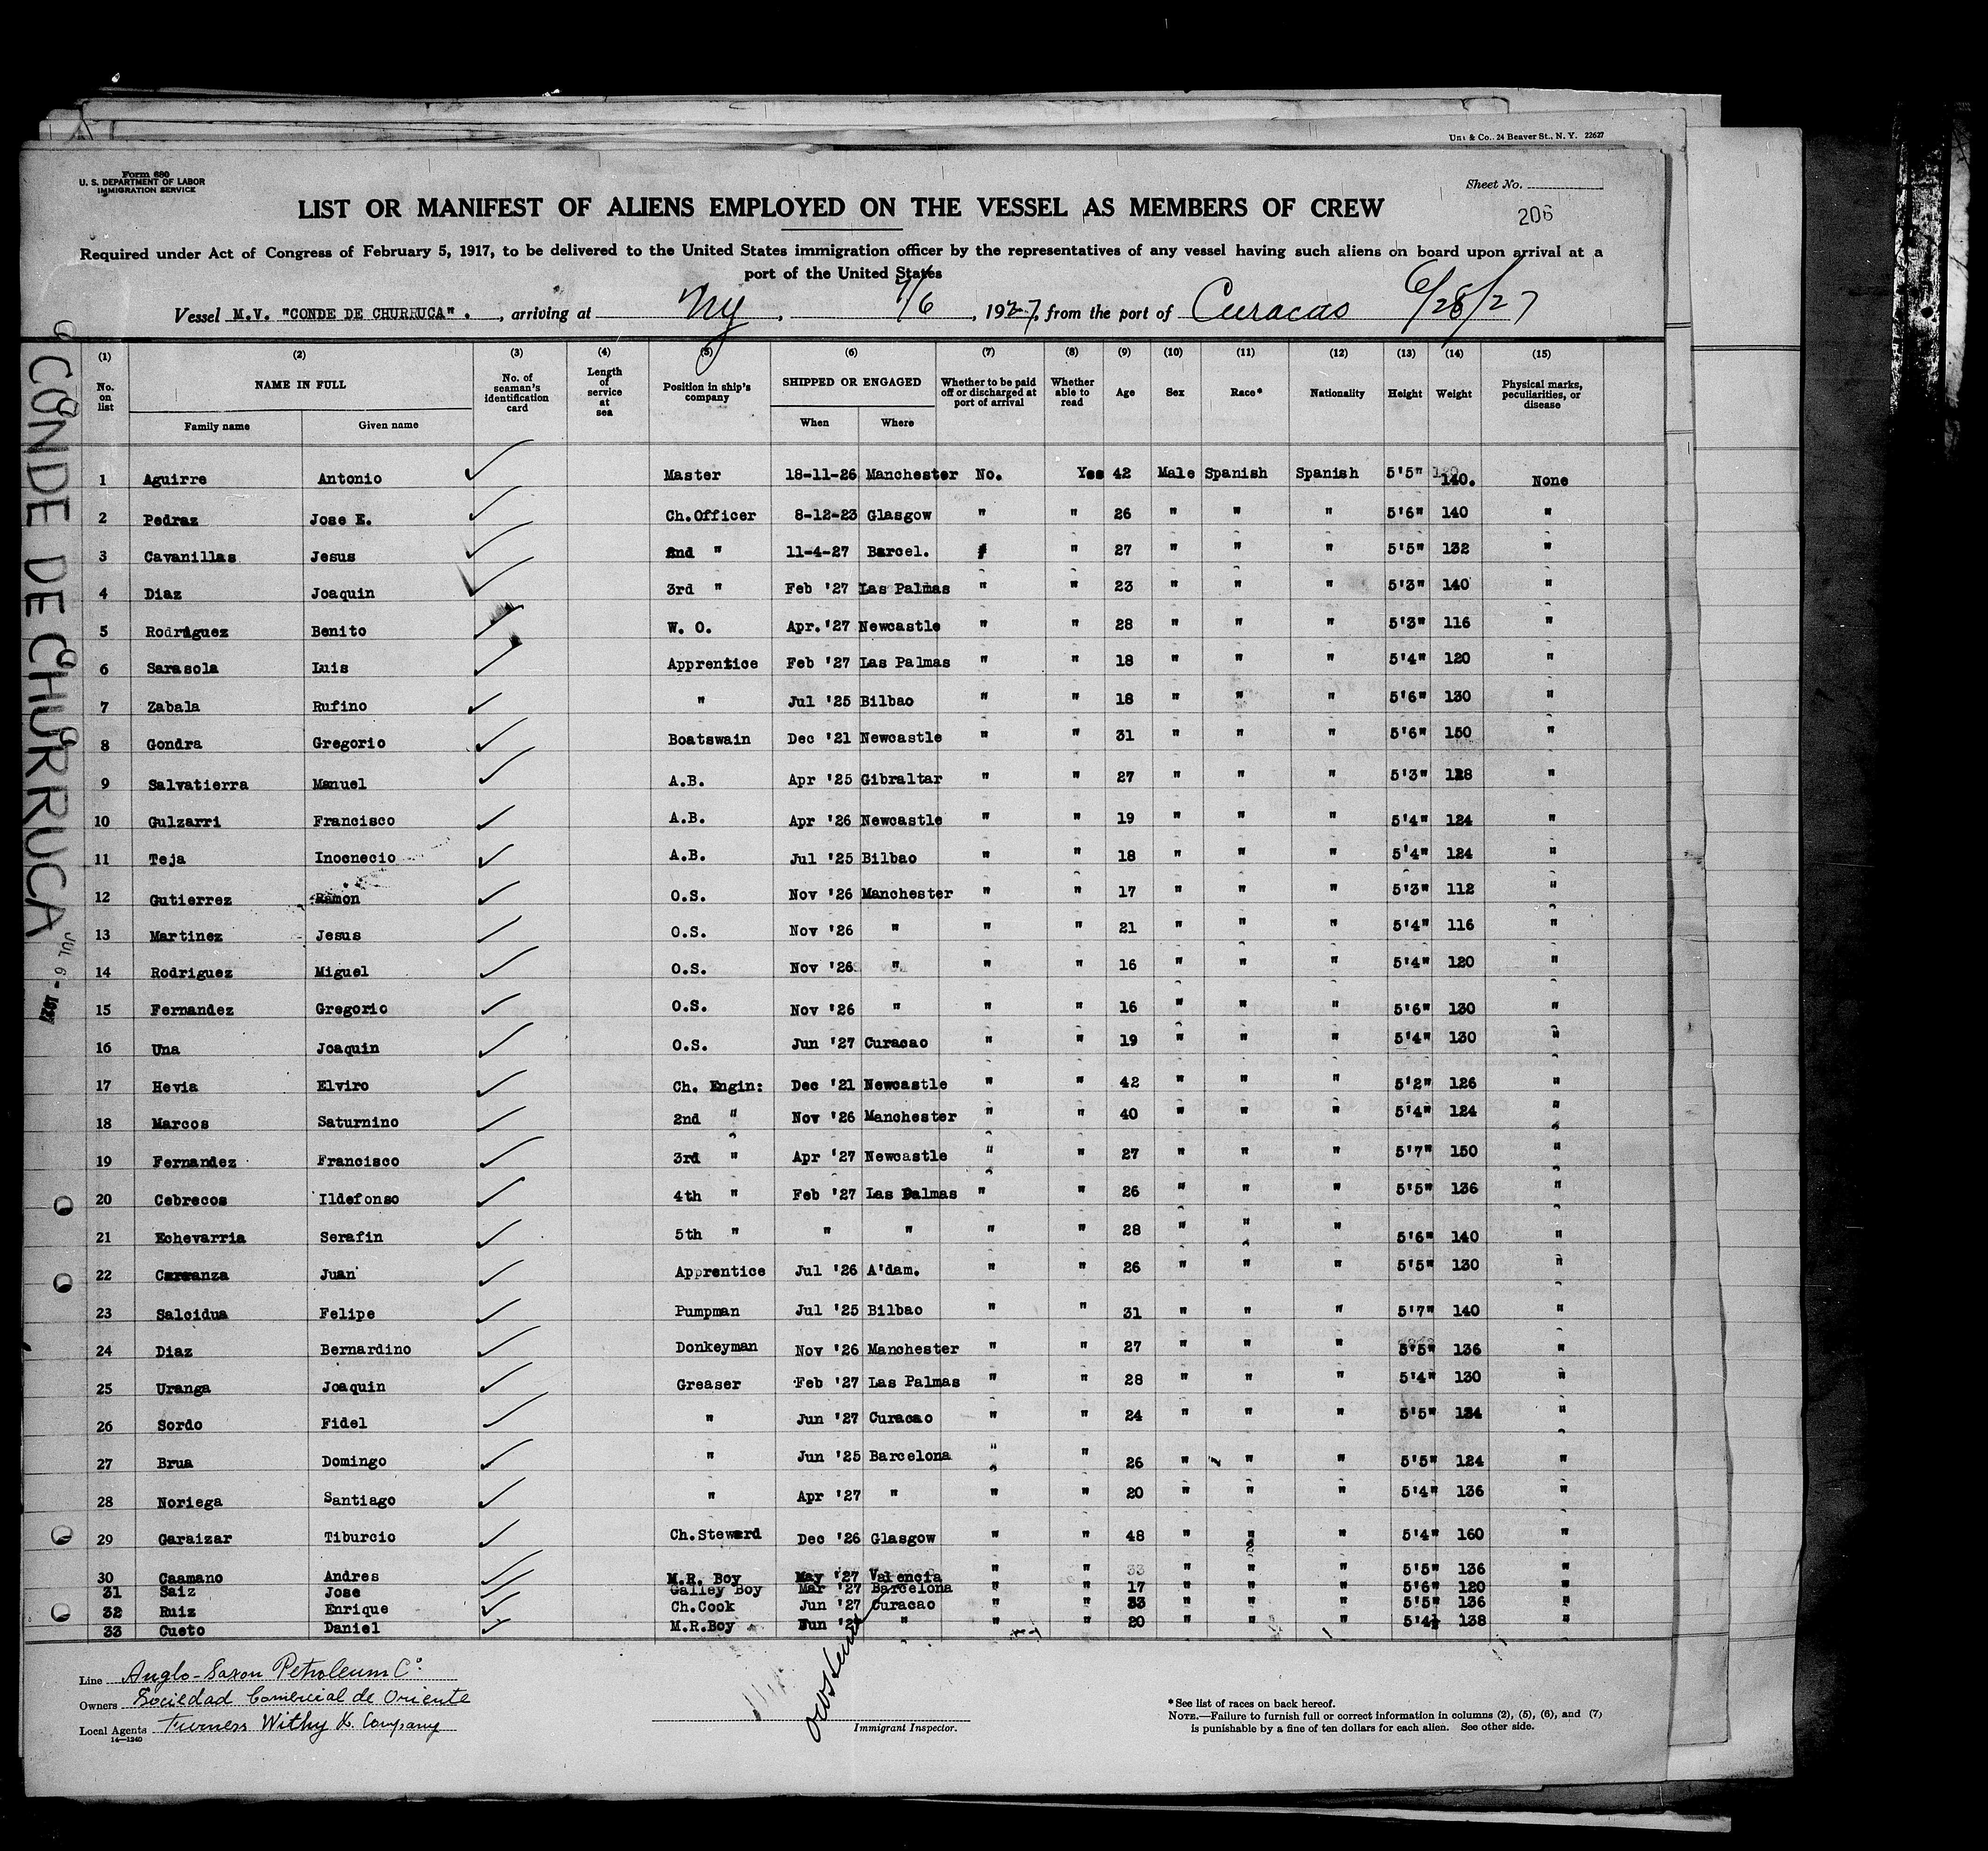 Uni & Co., 24 Beaver St., N. Y. 22627
Form 680
U. S. DEPARTMENT OF LABOR
IMMIGRATION SERVICE
Sheet No.
206
LIST OR MANIFEST OF ALIENS EMPLOYED ON THE VESSEL AS MEMBERS OF CREW
Required under Act of Congress of February 5, 1917, to be delivered to the United States immigration officer by the representatives of any vessel having such aliens on board upon arrival at a
port of the United States
Vessel M.V. "CONDE DE CHURRUCA" . , arriving at Ny , 7/6 , 1927, from the port of Curacao 6/28/27
CONDE DE CHURRUCA JUL 6 - 1927
(1) (2) (3) (4) (5) (6) (7) (8) (9) (10) (11) (12) (13) (14) (15)
No. on list NAME IN FULL No. of seaman's identification card Length of service at sea Position in ship's company SHIPPED OR ENGAGED Whether to be paid off or discharged at port of arrival Whether able to read Age Sex Race* Nationality Height Weight Physical marks, peculiarities, or disease
Family name Given name When Where
1 Aguirre Antonio Master 18-11-26 Manchester No. Yes 42 Male Spanish Spanish 5'5" 140. None
2 Pedraz Jose E. Ch.Officer 8-12-23 Glasgow " " 26 " " " 5'6" 140 "
3 Cavanillas Jesus 2nd " 11-4-27 Barcel. " " 27 " " " 5'5" 132 "
4 Diaz Joaquin 3rd " Feb '27 Las Palmas " " 23 " " " 5'3" 140 "
5 Rodriguez Benito W. O. Apr. '27 Newcastle " " 28 " " " 5'3" 116 "
6 Sarasola Luis Apprentice Feb '27 Las Palmas " " 18 " " " 5'4" 120 "
7 Zabala Rufino " Jul '25 Bilbao " " 18 " " " 5'6" 130 "
8 Gondra Gregorio Boatswain Dec '21 Newcastle " " 31 " " " 5'6" 150 "
9 Salvatierra Manuel A.B. Apr '25 Gibraltar " " 27 " " " 5'3" 128 "
10 Gulzarri Francisco A.B. Apr '26 Newcastle " " 19 " " " 5'4" 124 "
11 Teja Inocnecio A.B. Jul '25 Bilbao " " 18 " " " 5'4" 124 "
12 Gutierrez Ramon O.S. Nov '26 Manchester " " 17 " " " 5'3" 112 "
13 Martinez Jesus O.S. Nov '26 " " " 21 " " " 5'4" 116 "
14 Rodriguez Miguel O.S. Nov '26 " " " 16 " " " 5'4" 120 "
15 Fernandez Gregorio O.S. Nov '26 " " " 16 " " " 5'6" 130 "
16 Una Joaquin O.S. Jun '27 Curacao " " 19 " " " 5'4" 130 "
17 Hevia Elviro Ch. Engin: Dec '21 Newcastle " " 42 " " " 5'2" 126 "
18 Marcos Saturnino 2nd " Nov '26 Manchester " " 40 " " " 5'4" 124 "
19 Fernandez Francisco 3rd " Apr '27 Newcastle " " 27 " " " 5'7" 150 "
20 Cebrecos Ildefonso 4th " Feb '27 Las Palmas " " 26 " " " 5'5" 136 "
21 Echevarria Serafin 5th " " " " " 28 " " " 5'6" 140 "
22 Carranza Juan Apprentice Jul '26 A'dam. " " 26 " " " 5'5" 130 "
23 Salcidua Felipe Pumpman Jul '25 Bilbao " " 31 " " " 5'7" 140 "
24 Diaz Bernardino Donkeyman Nov '26 Manchester " " 27 " " " 5'5" 136 "
25 Uranga Joaquin Greaser Feb '27 Las Palmas " " 28 " " " 5'4" 130 "
26 Sordo Fidel " Jun '27 Curacao " " 24 " " " 5'5" 124 "
27 Brua Domingo " Jun '25 Barcelona " " 26 " " " 5'5" 124 "
28 Noriega Santiago " Apr '27 " " " 20 " " " 5'4" 136 "
29 Garaizar Tiburcio Ch.Steward Dec '26 Glasgow " " 48 " " " 5'4" 160 "
30 Caamano Andres M.R. Boy May '27 Valencia " " 33 " " " 5'5" 136 "
31 Saiz Jose Galley Boy Mar '27 Barcelona " " 17 " " " 5'6" 120 "
32 Ruiz Enrique Ch.Cook Jun '27 Curacao " " 33 " " " 5'5" 136 "
33 Cueto Daniel M.R.Boy Jun '27 " " " 20 " " " 5'4½ 138 "
Line Anglo-Saxon Petroleum Co.
Owners Sociedad Comercial de Oriente
Local Agents Furness Withy & Company
14—1240
Immigrant Inspector.
* See list of races on back hereof.
NOTE.—Failure to furnish full or correct information in columns (2), (5), (6), and (7)
is punishable by a fine of ten dollars for each alien. See other side.